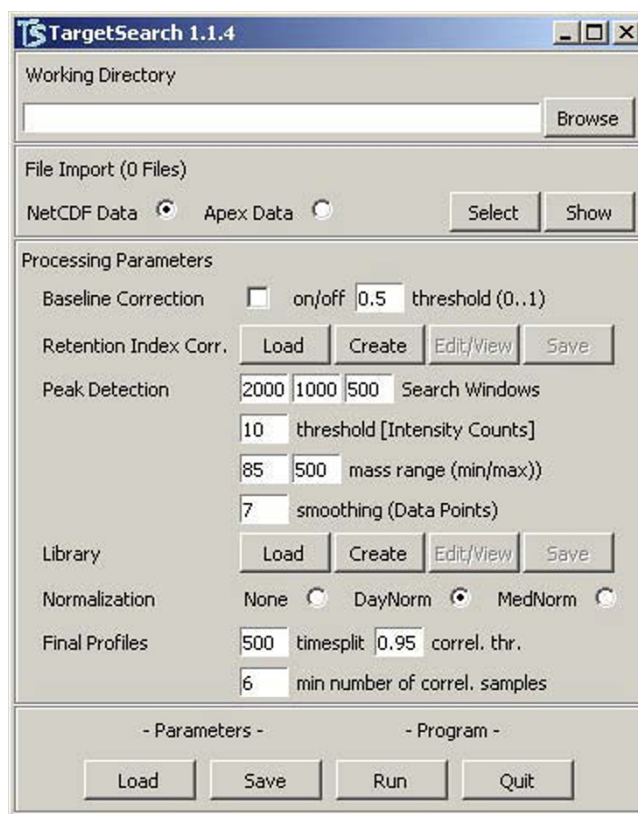 TS TargetSearch 1.1.4
Working Directory
Browse
File Import (0 Files)
NetCDF Data Apex Data Select Show
Processing Parameters
Baseline Correction on/off 0.5 threshold (0..1)
Retention Index Corr. Load Create Edit/View Save
Peak Detection 2000 1000 500 Search Windows
10 threshold [Intensity Counts]
85 500 mass range (min/max))
7 smoothing (Data Points)
Library Load Create Edit/View Save
Normalization None DayNorm MedNorm
Final Profiles 500 timesplit 0.95 correl. thr.
6 min number of correl. samples
- Parameters - - Program -
Load Save Run Quit